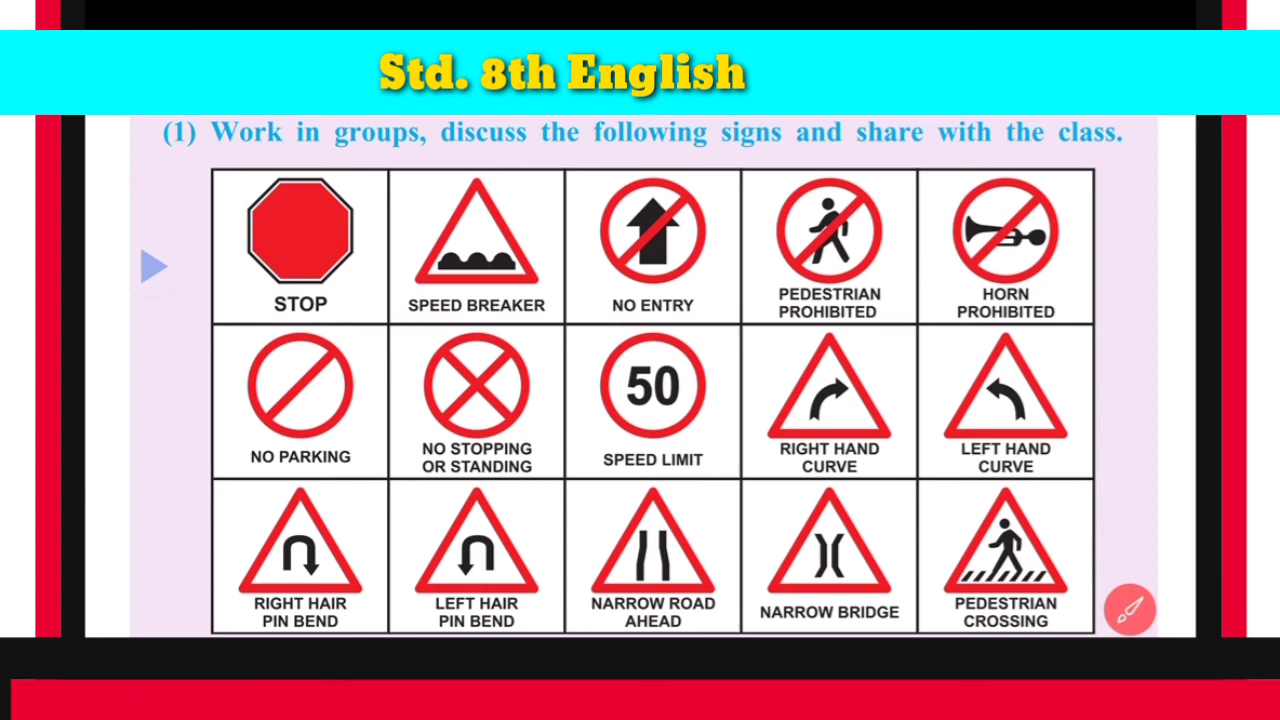 Std. 8th English
(1) Work in groups, discuss the following signs and share with the class.
STOP
SPEED BREAKER
NO ENTRY
PEDESTRIAN
PROHIBITED
HORN
PROHIBITED
NO PARKING
NO STOPPING
OR STANDING
50
SPEED LIMIT
RIGHT HAND
CURVE
LEFT HAND
CURVE
RIGHT HAIR
PIN BEND
LEFT HAIR
PIN BEND
NARROW ROAD
AHEAD
NARROW BRIDGE
PEDESTRIAN
CROSSING